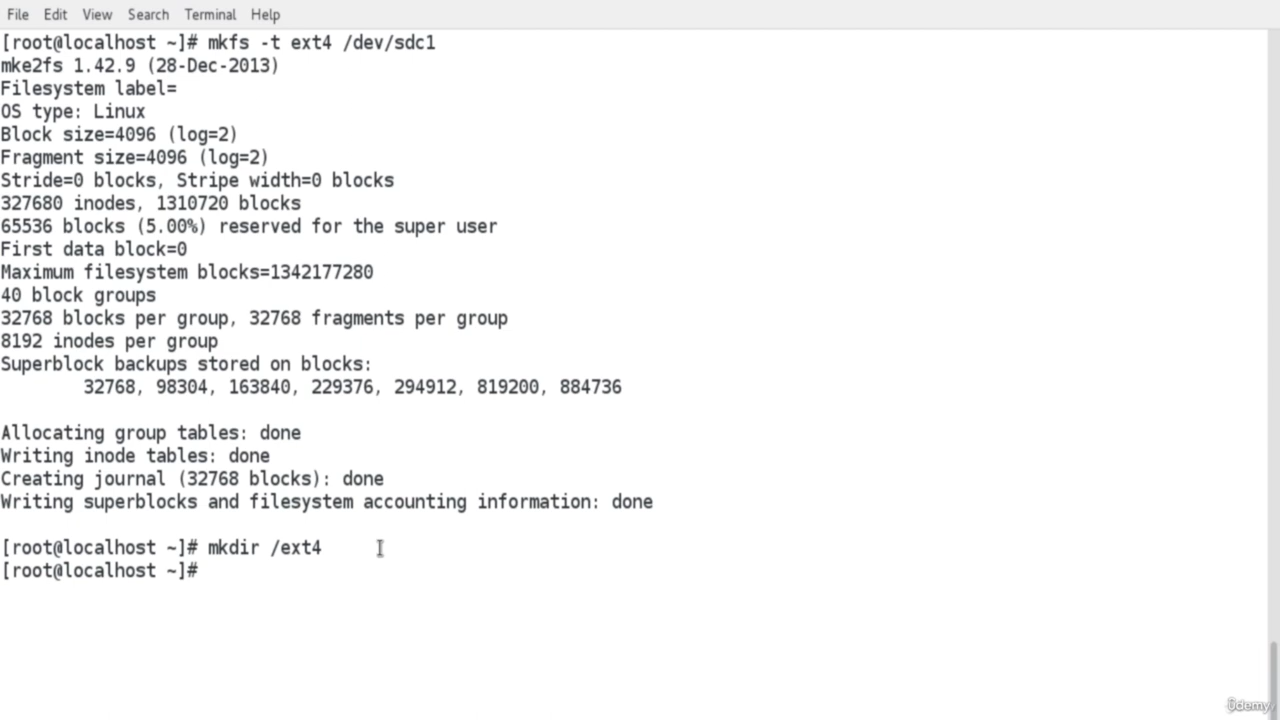 File Edit View Search Terminal Help
[root@localhost ~]# mkfs -t ext4 /dev/sdc1
mke2fs 1.42.9 (28-Dec-2013)
Filesystem label=
OS type: Linux
Block size=4096 (log=2)
Fragment size=4096 (log=2)
Stride=0 blocks, Stripe width=0 blocks
327680 inodes, 1310720 blocks
65536 blocks (5.00%) reserved for the super user
First data block=0
Maximum filesystem blocks=1342177280
40 block groups
32768 blocks per group, 32768 fragments per group
8192 inodes per group
Superblock backups stored on blocks:
        32768, 98304, 163840, 229376, 294912, 819200, 884736
Allocating group tables: done
Writing inode tables: done
Creating journal (32768 blocks): done
Writing superblocks and filesystem accounting information: done
[root@localhost ~]# mkdir /ext4
[root@localhost ~]#
ûdemy